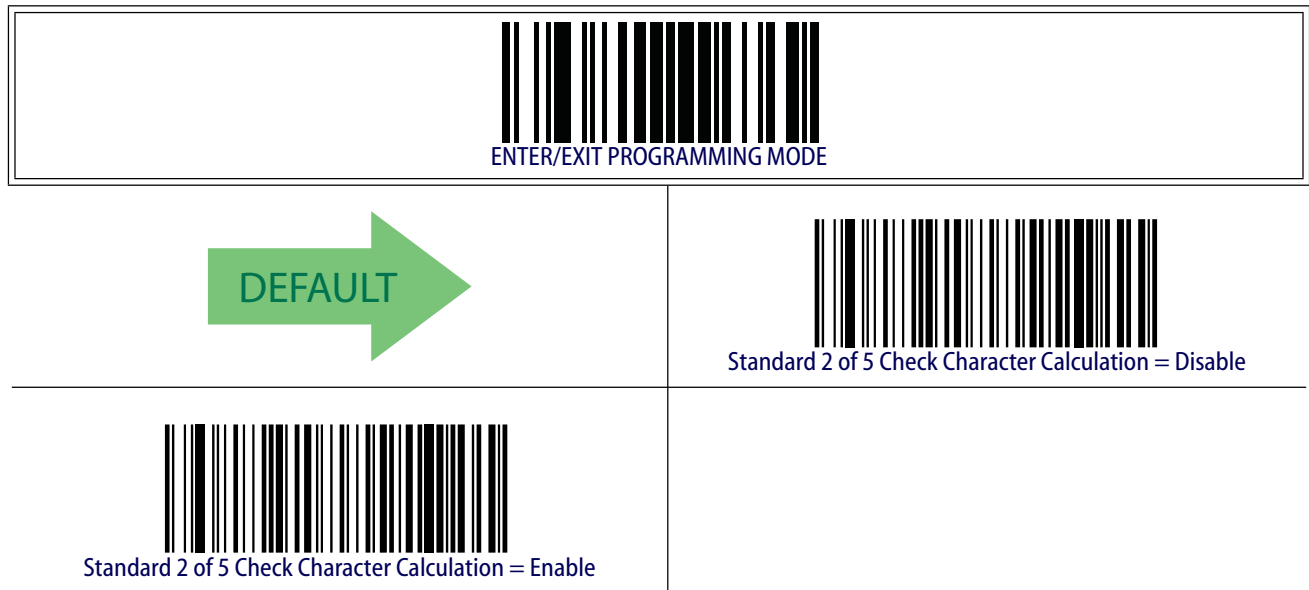 ENTER/EXIT PROGRAMMING MODE
DEFAULT
Standard 2 of 5 Check Character Calculation = Disable
Standard 2 of 5 Check Character Calculation = Enable